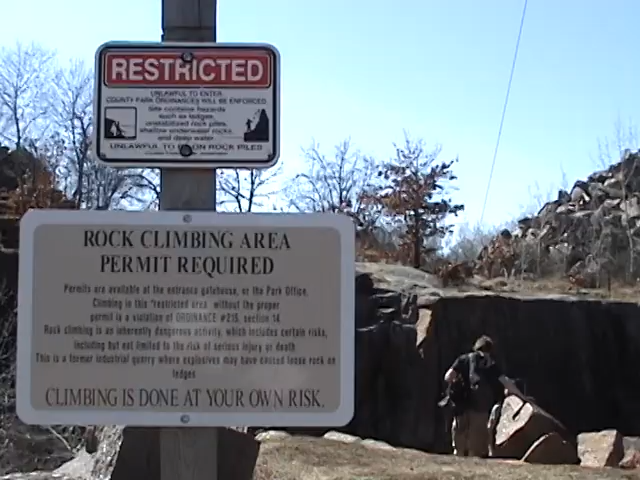 RESTRICTED
UNLAWFUL TO ENTER
COUNTY PARK ORDINANCES WILL BE ENFORCED
Site contains hazards
such as ledges,
unstabilized rock piles,
shallow underwater rocks,
and deep water.
UNLAWFUL TO BE ON ROCK PILES
ROCK CLIMBING AREA
PERMIT REQUIRED
Permits are available at the entrance gatehouse, or the Park Office.
Climbing in this "restricted area" without the proper
permit is a violation of ORDINANCE #215, section 14.
Rock climbing is an inherently dangerous activity, which includes certain risks,
including but not limited to the risk of serious injury or death.
This is a former industrial quarry where explosives may have caused loose rock on
ledges.
CLIMBING IS DONE AT YOUR OWN RISK.